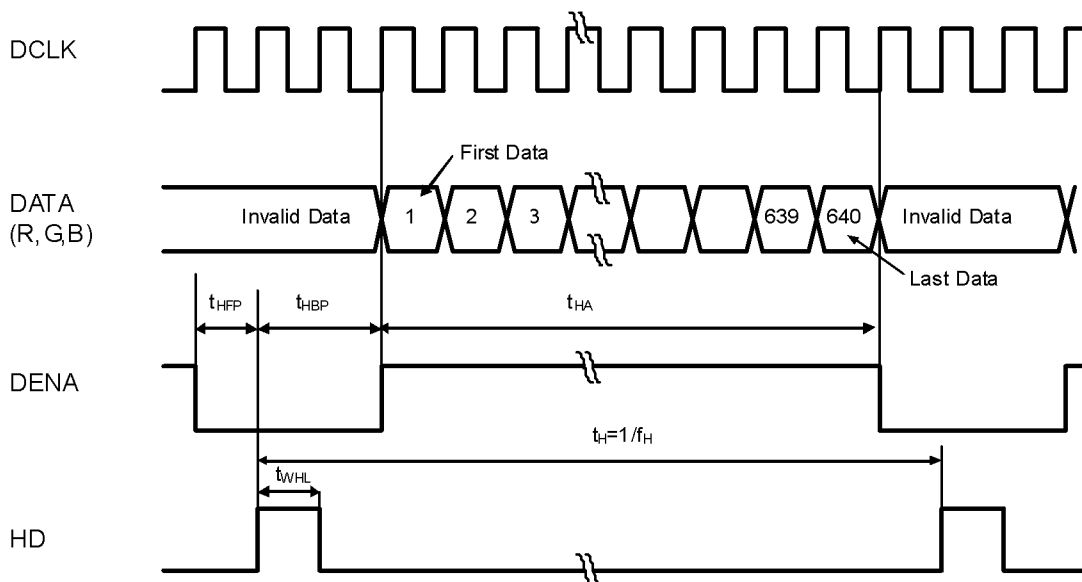 DCLK
First Data
DATA
(R, G,B)
Invalid Data 1 2 3 639 640 Invalid Data
Last Data
tHFP tHBP tHA
DENA
tH=1/fH
tWHL
HD